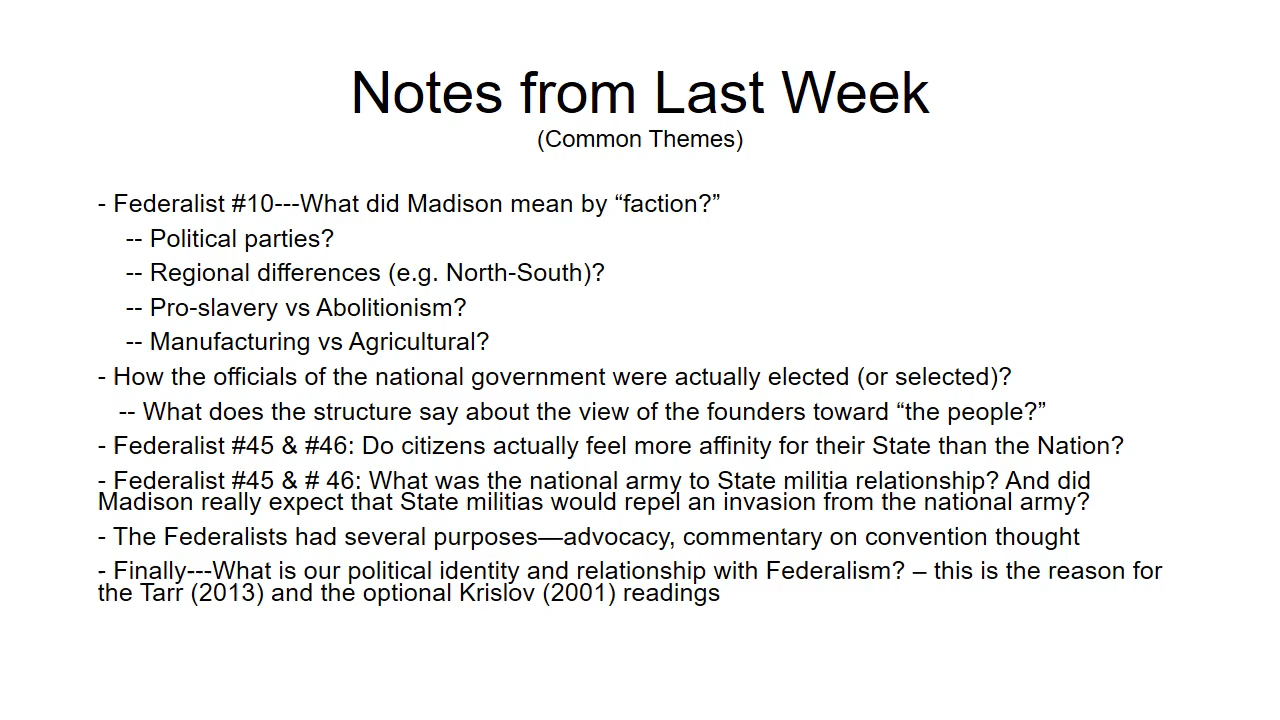 Notes from Last Week
(Common Themes)
- Federalist #10---What did Madison mean by “faction?”
-- Political parties?
-- Regional differences (e.g. North-South)?
-- Pro-slavery vs Abolitionism?
-- Manufacturing vs Agricultural?
- How the officials of the national government were actually elected (or selected)?
-- What does the structure say about the view of the founders toward “the people?”
- Federalist #45 & #46: Do citizens actually feel more affinity for their State than the Nation?
- Federalist #45 & # 46: What was the national army to State militia relationship? And did
Madison really expect that State militias would repel an invasion from the national army?
- The Federalists had several purposes—advocacy, commentary on convention thought
- Finally---What is our political identity and relationship with Federalism? – this is the reason for
the Tarr (2013) and the optional Krislov (2001) readings